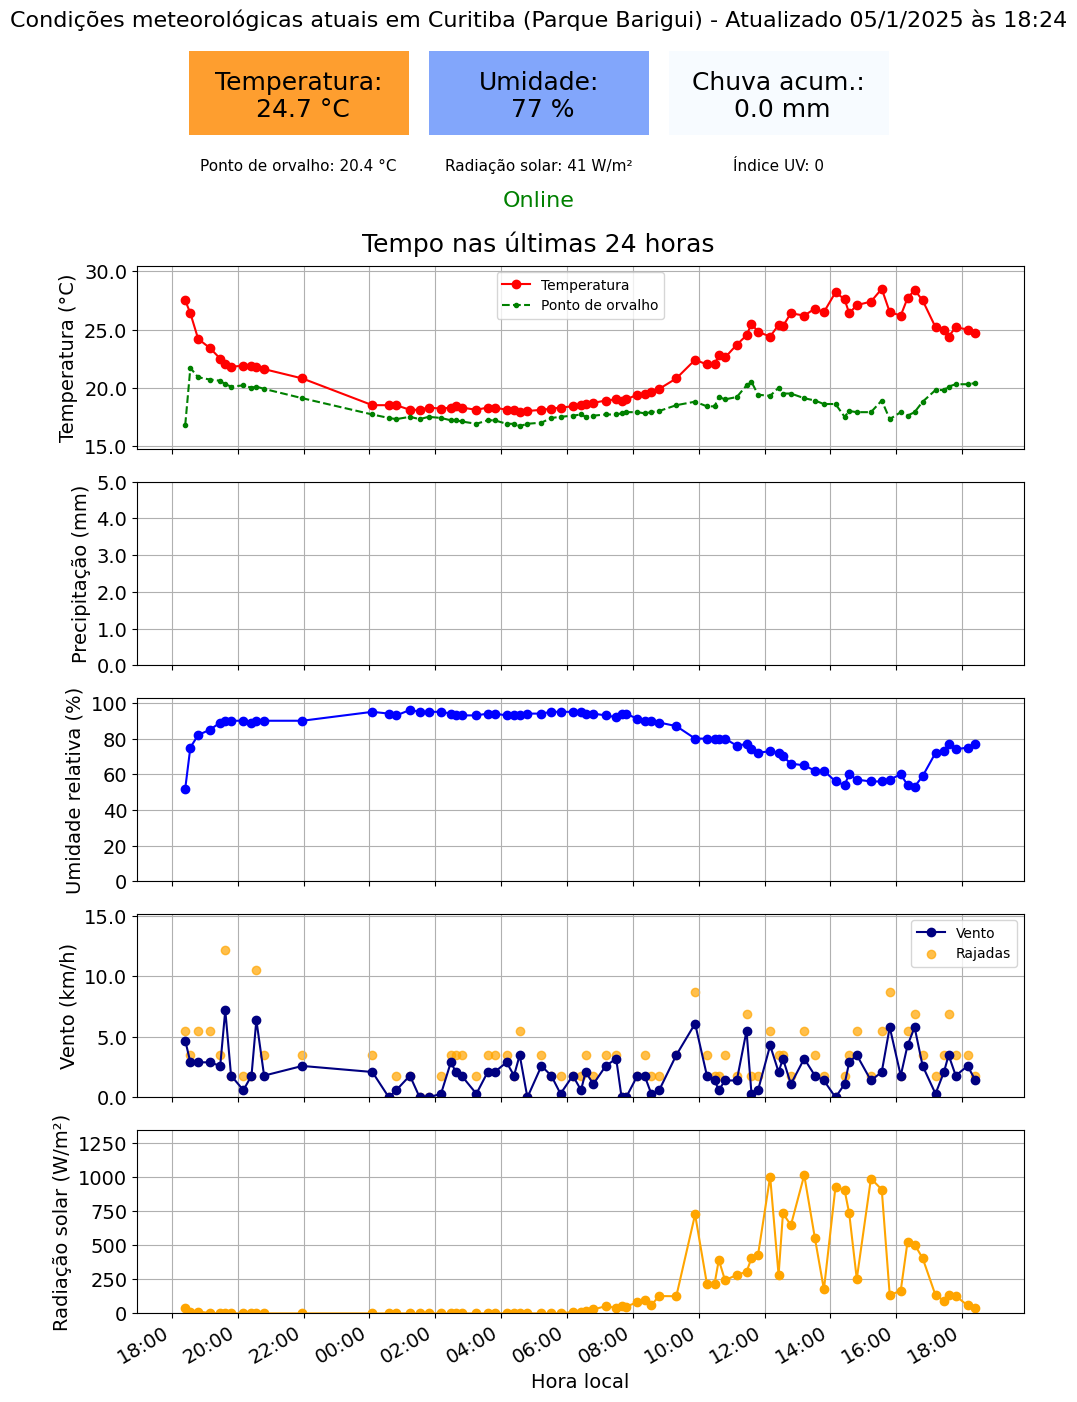 Condições meteorológicas atuais em Curitiba (Parque Barigui) - Atualizado 05/1/2025 às 18:24
Temperatura:
24.7 °C
Umidade:
77 %
Chuva acum.:
0.0 mm
Ponto de orvalho: 20.4 °C
Radiação solar: 41 W/m²
Índice UV: 0
Online
Tempo nas últimas 24 horas
Temperatura (°C)
30.0
25.0
20.0
15.0
Temperatura
Ponto de orvalho
Precipitação (mm)
5.0
4.0
3.0
2.0
1.0
0.0
Umidade relativa (%)
100
80
60
40
20
0
Vento (km/h)
15.0
10.0
5.0
0.0
Vento
Rajadas
Radiação solar (W/m²)
1250
1000
750
500
250
0
18:00
20:00
22:00
00:00
02:00
04:00
06:00
08:00
10:00
12:00
14:00
16:00
18:00
Hora local